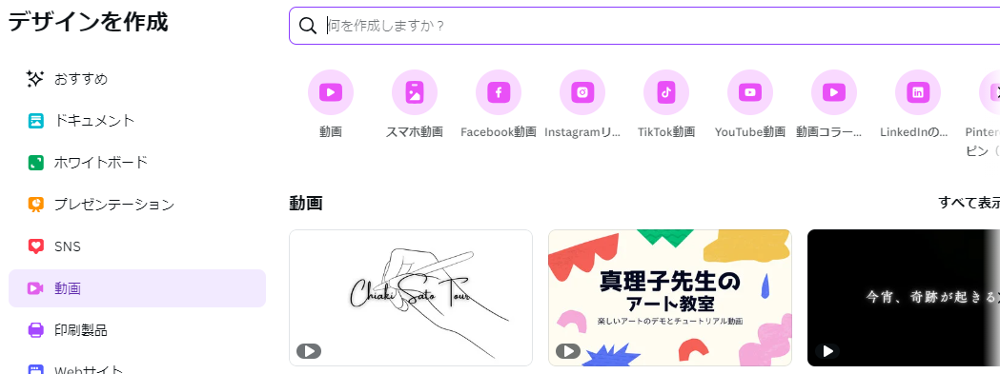 デザインを作成
何を作成しますか？
おすすめ
ドキュメント
ホワイトボード
プレゼンテーション
SNS
動画
印刷製品
Webサイト
動画
スマホ動画
Facebook動画
Instagramリ...
TikTok動画
YouTube動画
動画コラー...
LinkedInの...
Pinter
ピン（
動画
すべて表示
Chiaki Sato Tour
真理子先生の
アート教室
楽しいアートのデモとチュートリアル動画
今宵、奇跡が起きる